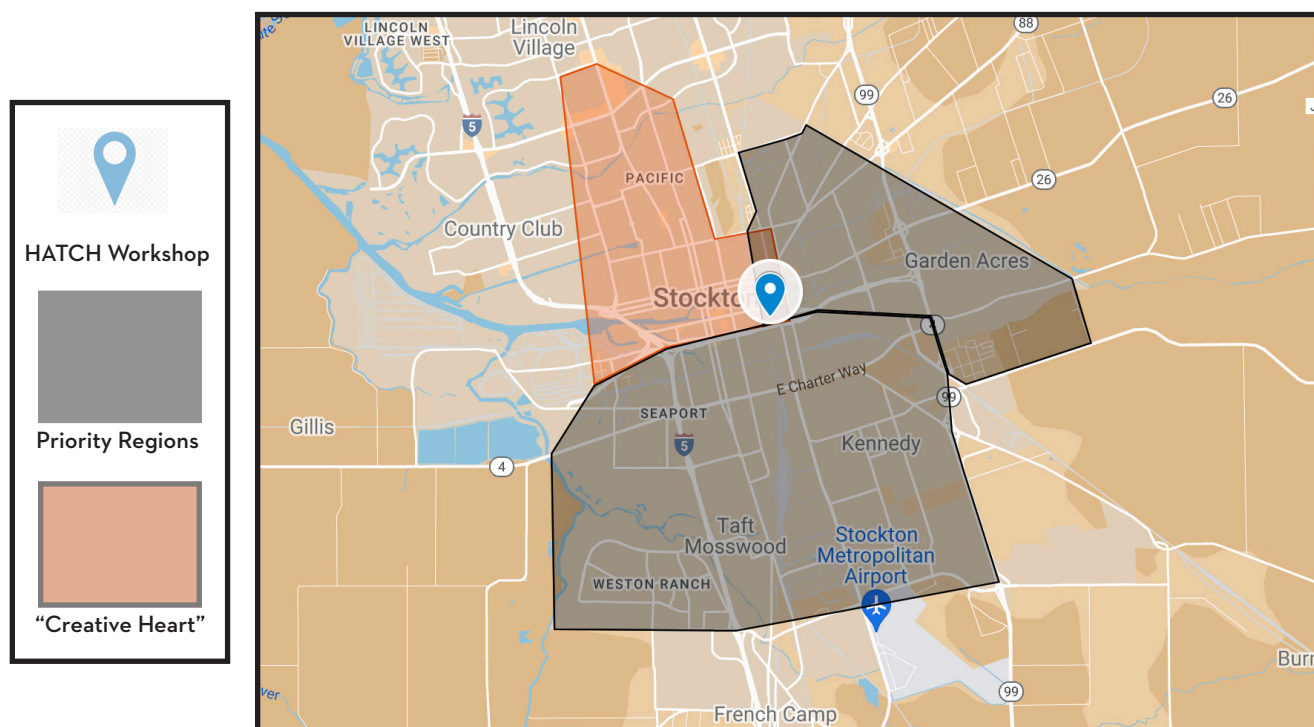 HATCH Workshop
Priority Regions
"Creative Heart"
LINCOLN
VILLAGE WEST
Lincoln
Village
88
99
26
5
26
PACIFIC
Country Club
Garden Acres
Stockton
4
E Charter Way
99
SEAPORT
Gillis
5
Kennedy
4
Taft
Mosswood
Stockton
Metropolitan
Airport
WESTON RANCH
Burn
99
French Camp